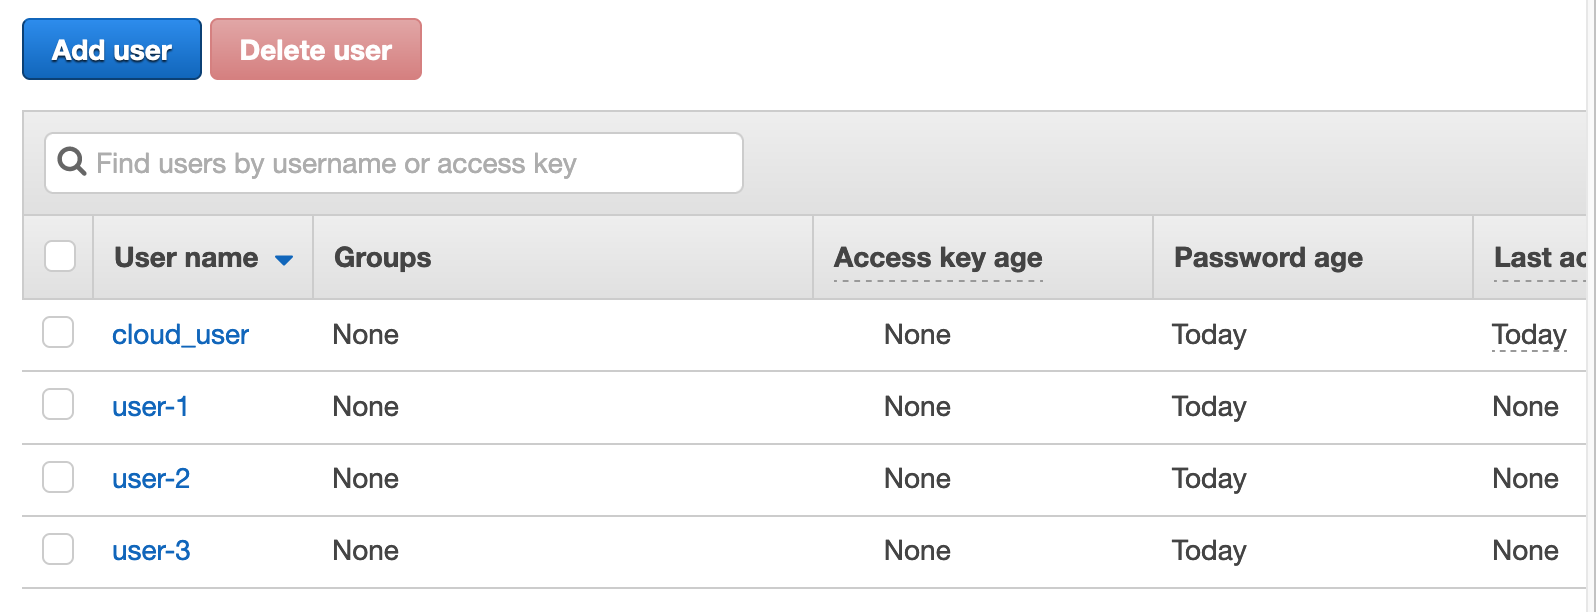 Add user Delete user
Find users by username or access key
User name Groups Access key age Password age Last ac
cloud_user None None Today Today
user-1 None None Today None
user-2 None None Today None
user-3 None None Today None